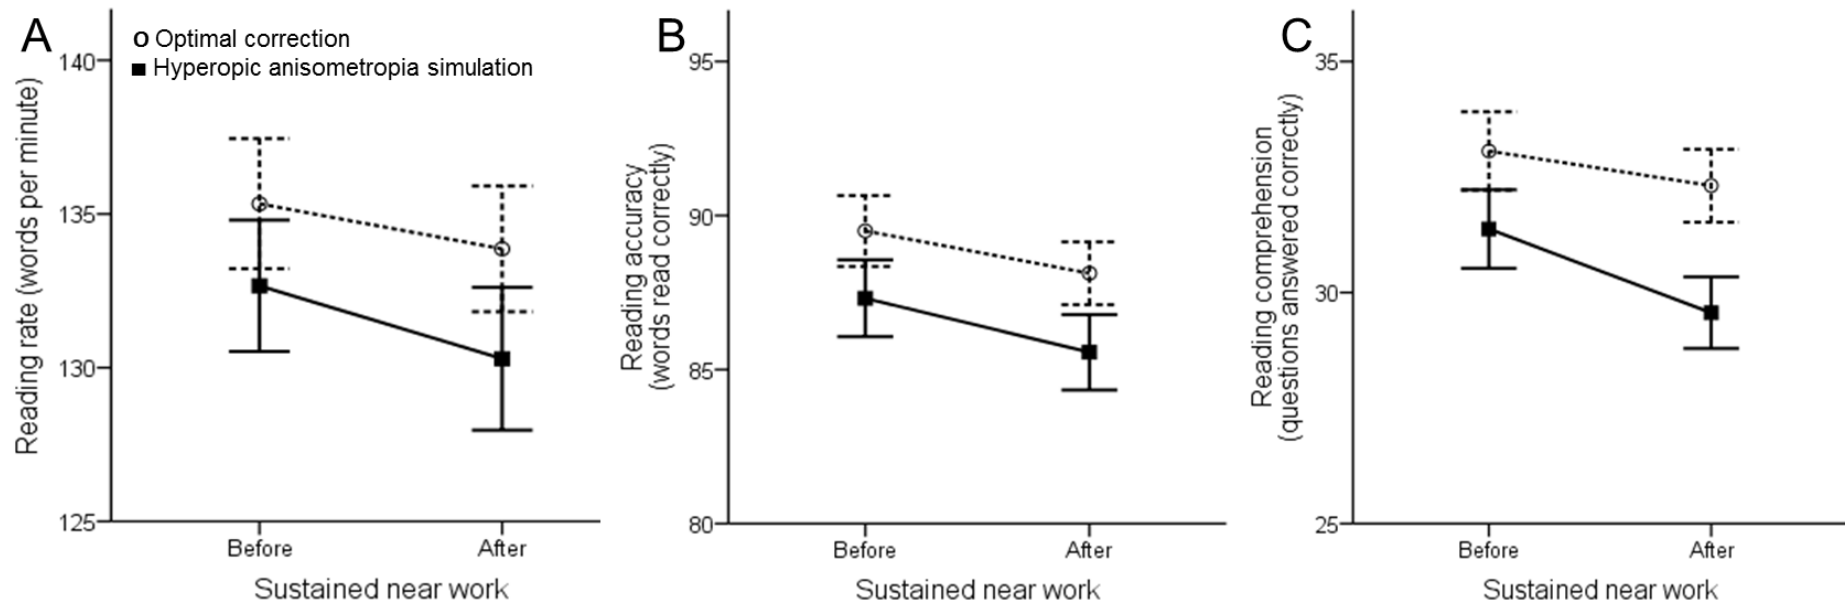 A
O Optimal correction
■ Hyperopic anisometropia simulation
Reading rate (words per minute)
140
135
130
125
Before
After
Sustained near work
B
Reading accuracy
(words read correctly)
95
90
85
80
Before
After
Sustained near work
C
Reading comprehension
(questions answered correctly)
35
30
25
Before
After
Sustained near work